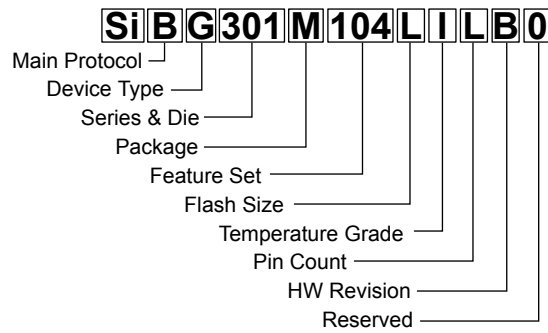 SiBG301M104LILB0
Main Protocol
Device Type
Series & Die
Package
Feature Set
Flash Size
Temperature Grade
Pin Count
HW Revision
Reserved